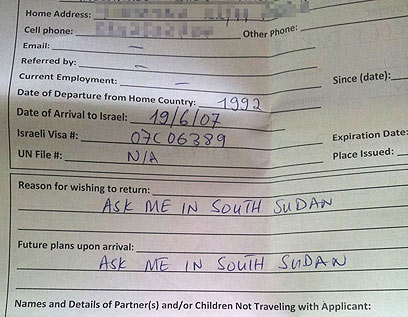 Home Address:
Cell phone: Other Phone:
Email: –
Referred by: –
Current Employment: – Since (date):
Date of Departure from Home Country: 1992
Date of Arrival to Israel: 19/6/07
Israeli Visa #: 07C06389 Expiration Date:
UN File #: N/A Place Issued:
Reason for wishing to return:
ASK ME IN SOUTH SUDAN
Future plans upon arrival:
ASK ME IN SOUTH SUDAN
Names and Details of Partner(s) and/or Children Not Traveling with Applicant: